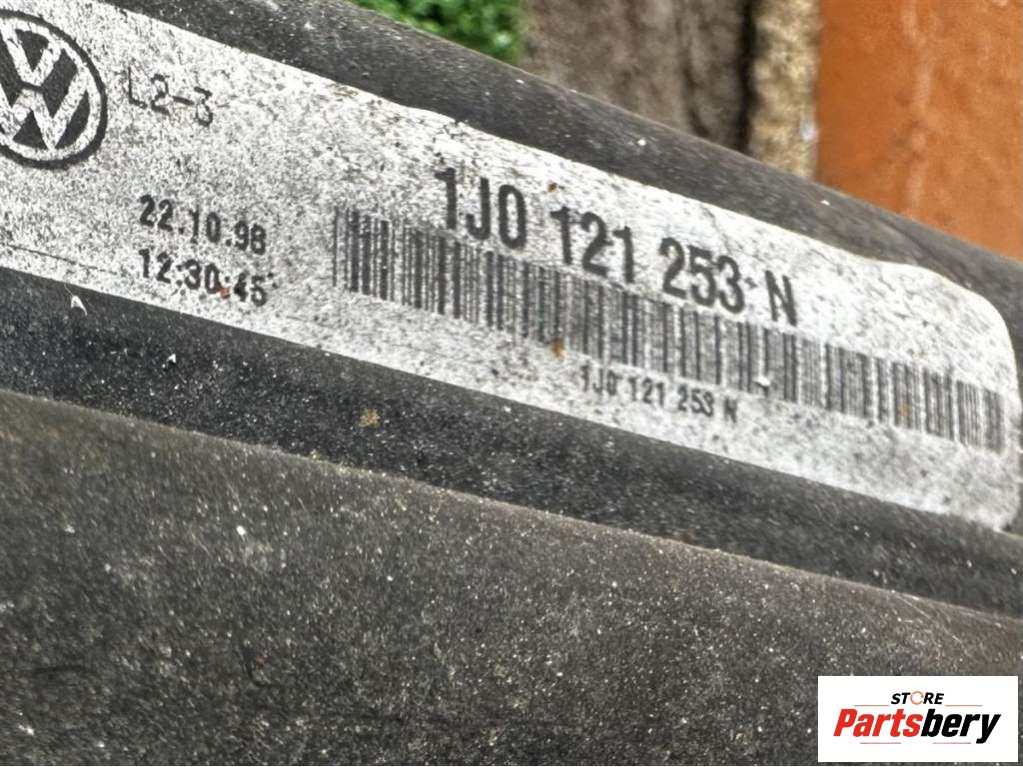 L2-3
1J0 121 253 N
22.10.98
12:30:45
1J0 121 253 N
STORE
Partsbery